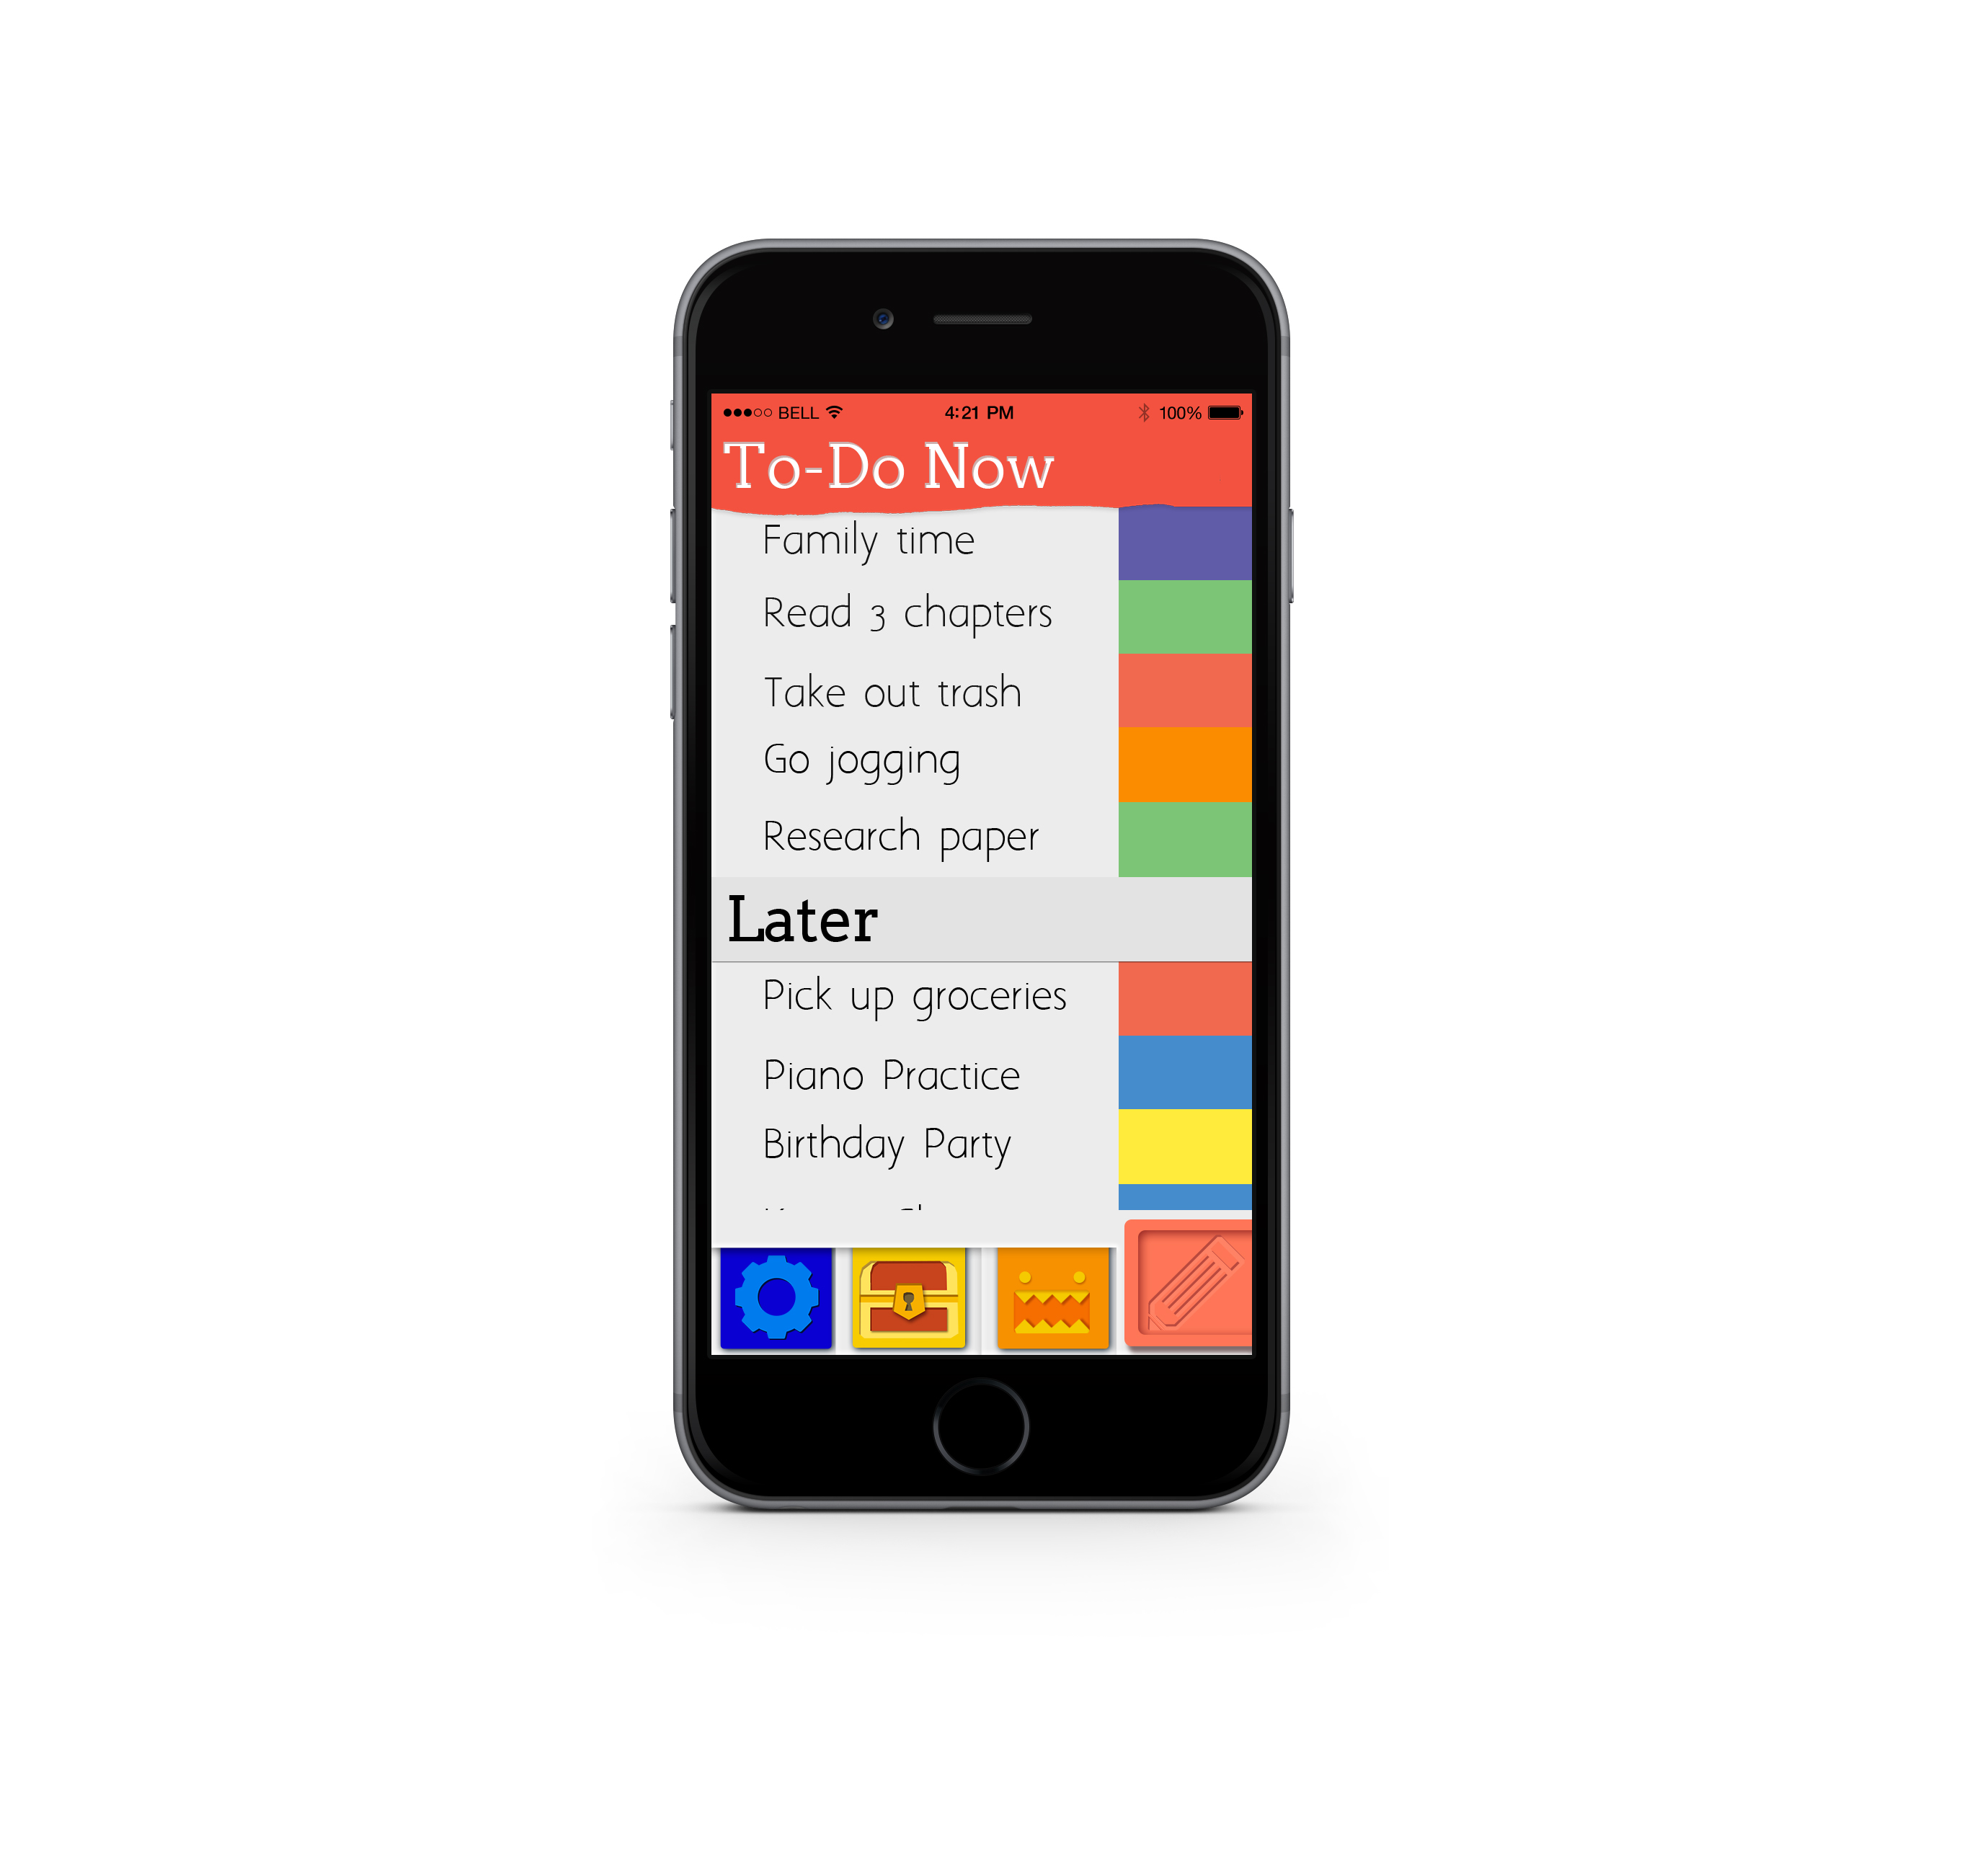 BELL 4:21 PM 100%
To-Do Now
Family time
Read 3 chapters
Take out trash
Go jogging
Research paper
Later
Pick up groceries
Piano Practice
Birthday Party